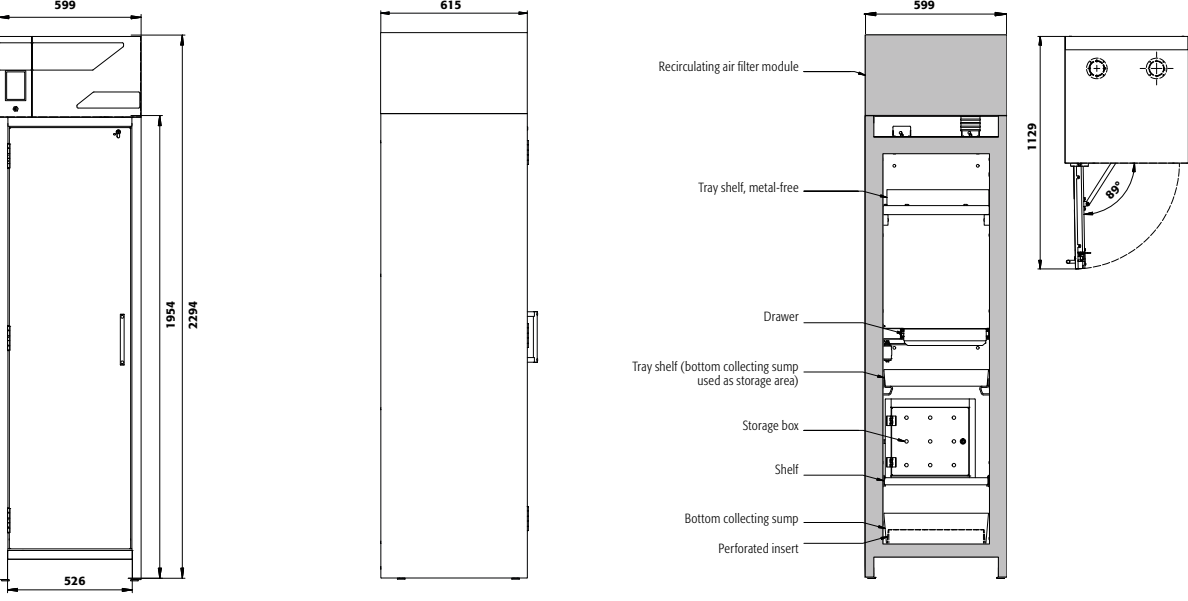 599
615
599
Recirculating air filter module
1129
Tray shelf, metal-free
89°
1954
2294
Drawer
Tray shelf (bottom collecting sump
used as storage area)
Storage box
Shelf
Bottom collecting sump
Perforated insert
526